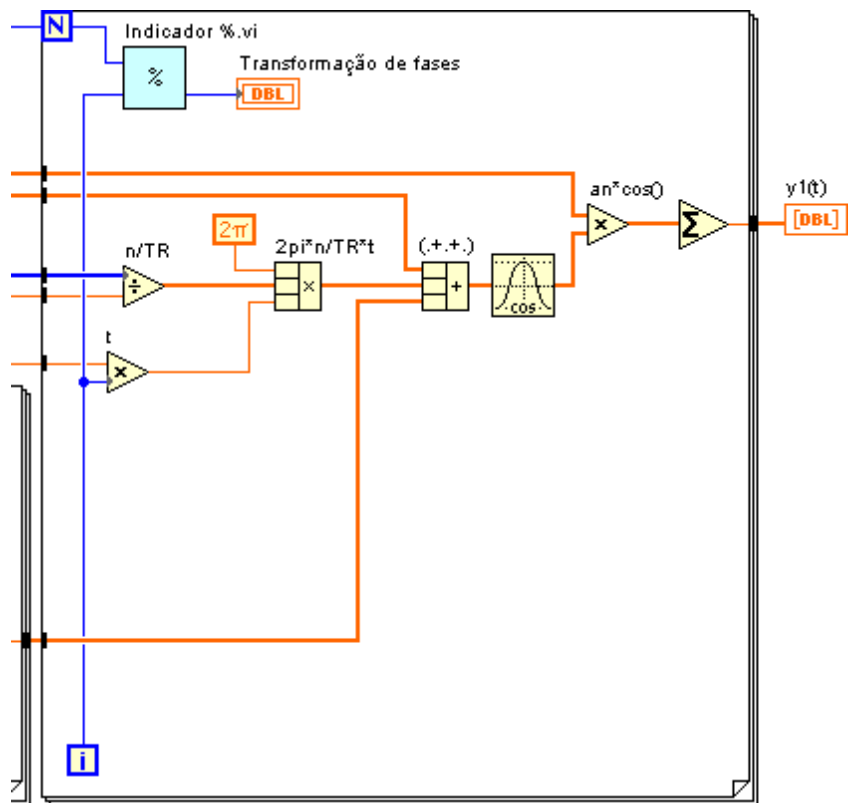 N
Indicador %.vi
%
Transformação de fases
DBL
an*cos()
y1(t)
×
Σ
[DBL]
2π
n/TR
2pi*n/TR*t
(.+.+.)
÷
×
+
cos
t
×
i